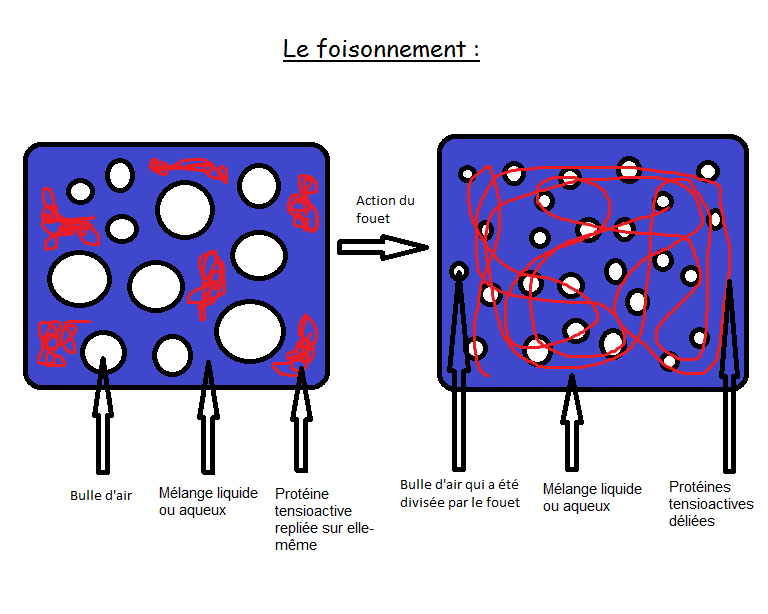 Le foisonnement :
Action du
fouet
Bulle d'air
Mélange liquide
ou aqueux
Protéine
tensioactive
repliée sur elle-
même
Bulle d'air qui a été
divisée par le fouet
Mélange liquide
ou aqueux
Protéines
tensioactives
déliées